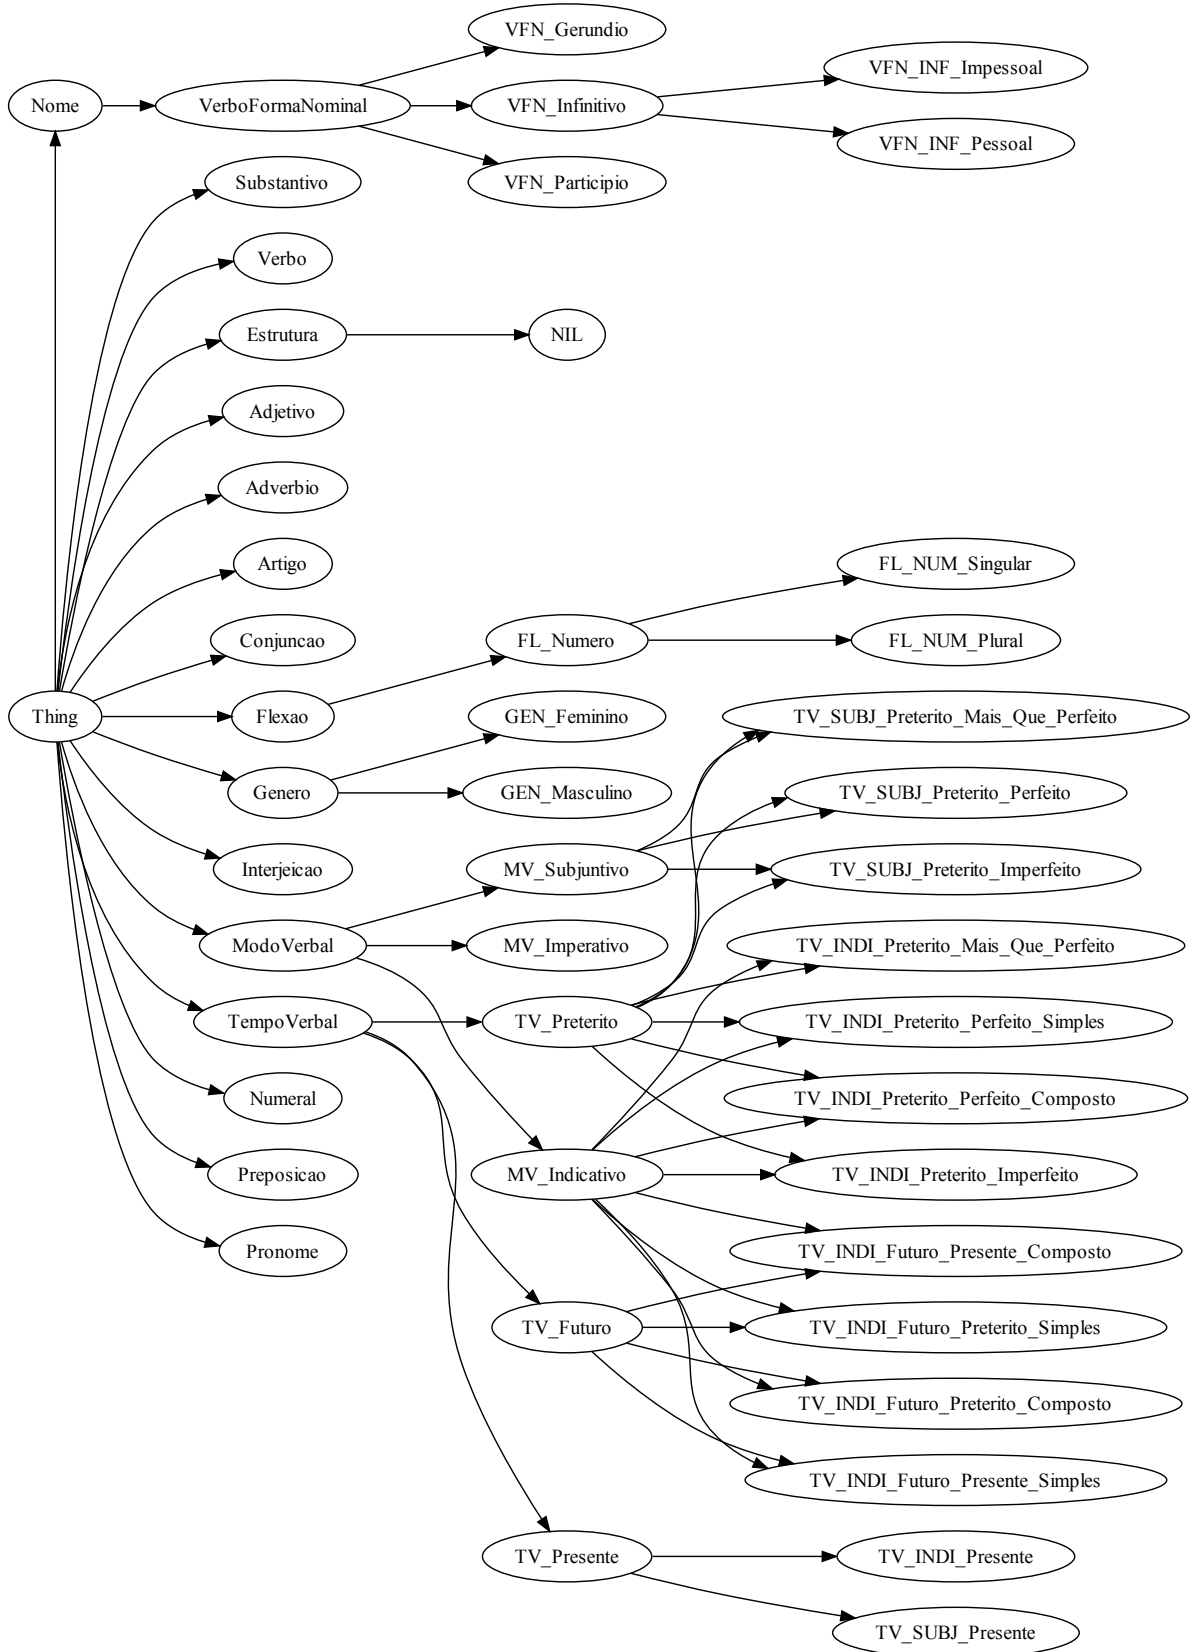 VFN_Gerundio
VFN_INF_Impessoal
Nome
VerboFormaNominal
VFN_Infinitivo
VFN_INF_Pessoal
Substantivo
VFN_Participio
Verbo
Estrutura
NIL
Adjetivo
Adverbio
Artigo
FL_NUM_Singular
Conjuncao
FL_Numero
FL_NUM_Plural
Thing
Flexao
GEN_Feminino
TV_SUBJ_Preterito_Mais_Que_Perfeito
Genero
GEN_Masculino
TV_SUBJ_Preterito_Perfeito
Interjeicao
MV_Subjuntivo
TV_SUBJ_Preterito_Imperfeito
ModoVerbal
MV_Imperativo
TV_INDI_Preterito_Mais_Que_Perfeito
TempoVerbal
TV_Preterito
TV_INDI_Preterito_Perfeito_Simples
Numeral
TV_INDI_Preterito_Perfeito_Composto
Preposicao
MV_Indicativo
TV_INDI_Preterito_Imperfeito
Pronome
TV_INDI_Futuro_Presente_Composto
TV_Futuro
TV_INDI_Futuro_Preterito_Simples
TV_INDI_Futuro_Preterito_Composto
TV_INDI_Futuro_Presente_Simples
TV_Presente
TV_INDI_Presente
TV_SUBJ_Presente